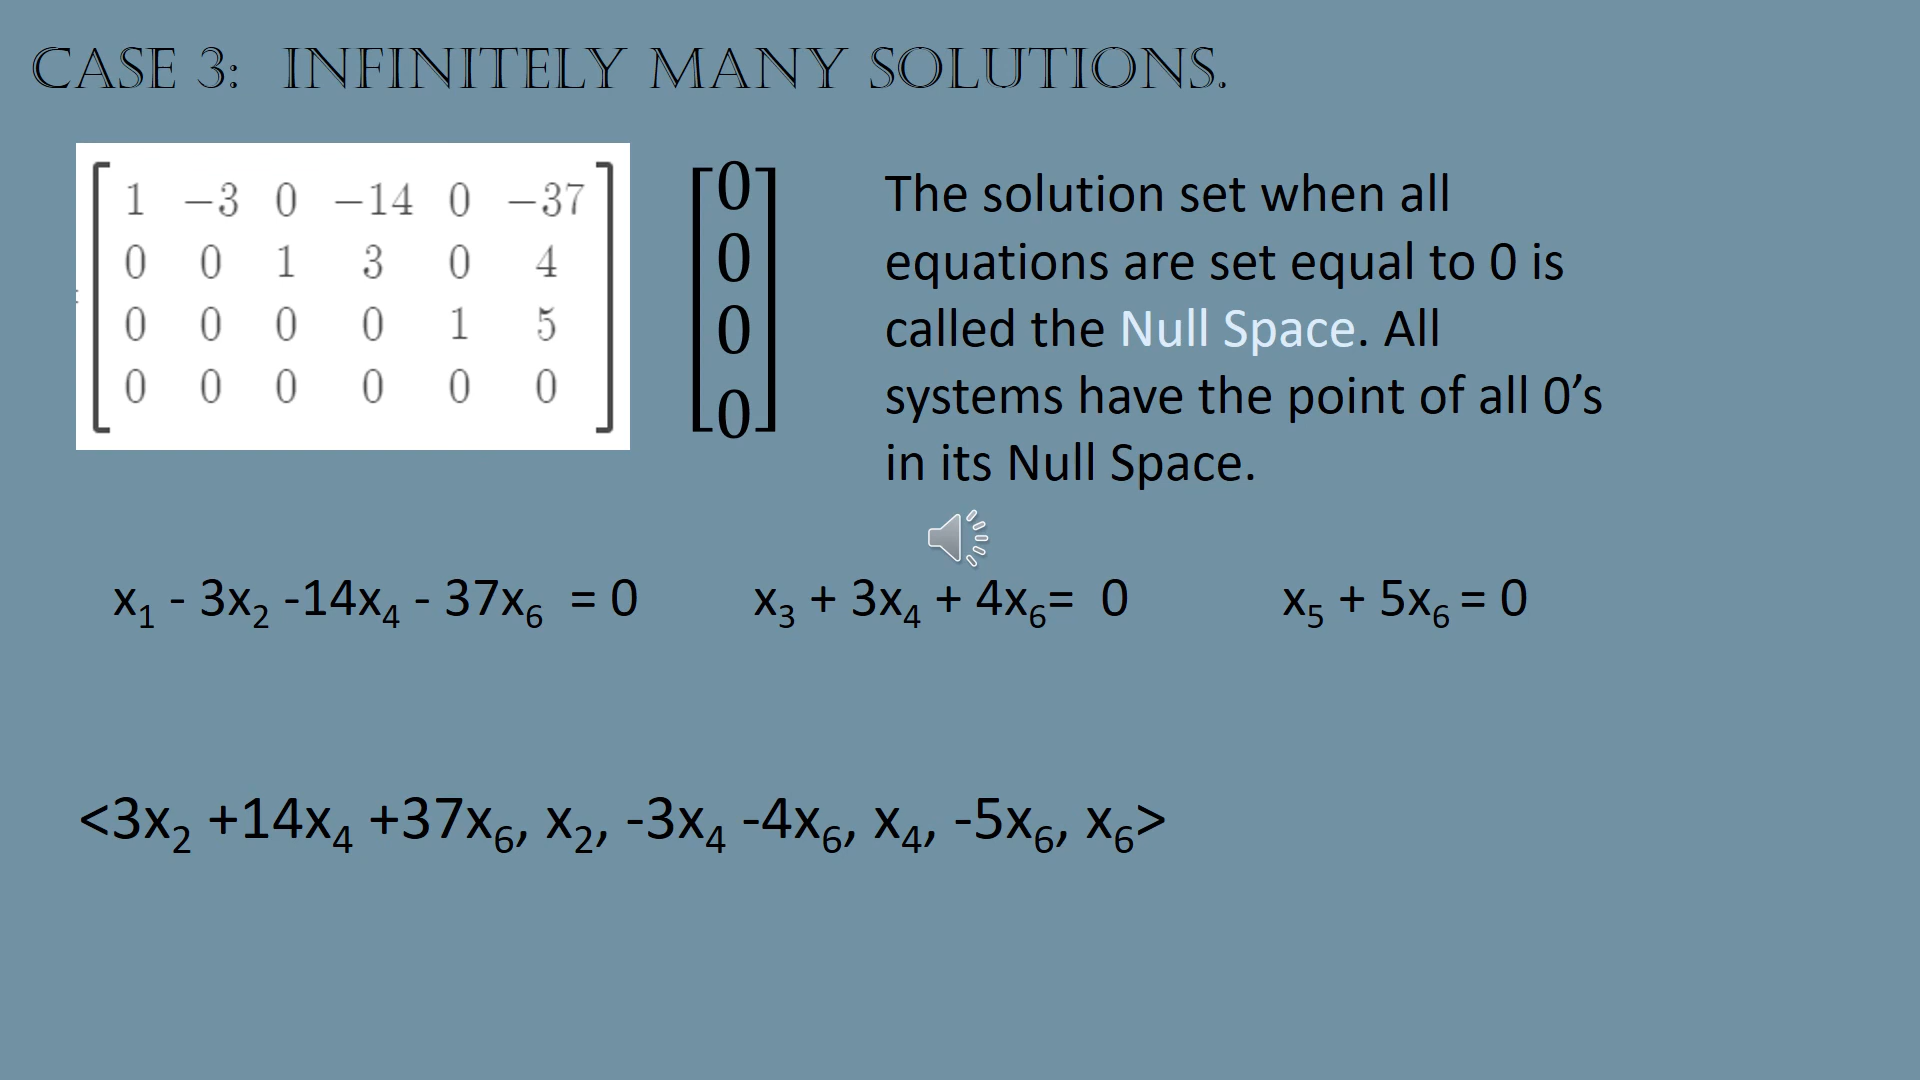 CASE 3: INFINITELY MANY SOLUTIONS.
1 −3 0 −14 0 −37
0 0 1 3 0 4
0 0 0 0 1 5
0 0 0 0 0 0
0
0
0
0
The solution set when all
equations are set equal to 0 is
called the Null Space. All
systems have the point of all 0’s
in its Null Space.
x₁ - 3x₂ -14x₄ - 37x₆ = 0
x₃ + 3x₄ + 4x₆= 0
x₅ + 5x₆ = 0
<3x₂ +14x₄ +37x₆, x₂, -3x₄ -4x₆, x₄, -5x₆, x₆>